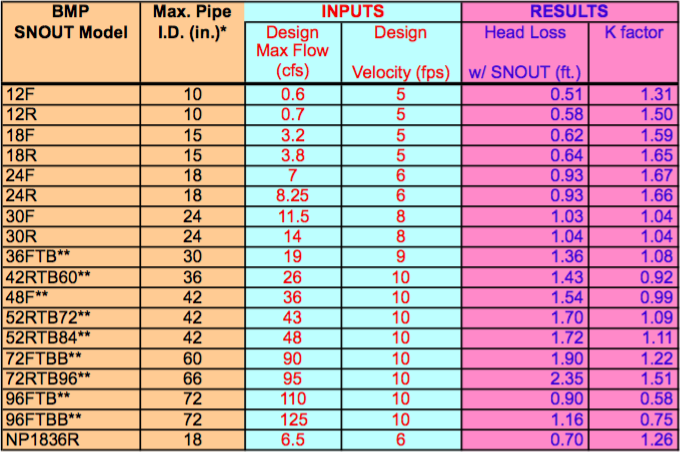 BMP Max. Pipe INPUTS RESULTS
SNOUT Model I.D. (in.)* Design Design Head Loss K factor
Max Flow
(cfs) Velocity (fps) w/ SNOUT (ft.)
12F 10 0.6 5 0.51 1.31
12R 10 0.7 5 0.58 1.50
18F 15 3.2 5 0.62 1.59
18R 15 3.8 5 0.64 1.65
24F 18 7 6 0.93 1.67
24R 18 8.25 6 0.93 1.66
30F 24 11.5 8 1.03 1.04
30R 24 14 8 1.04 1.04
36FTB** 30 19 9 1.36 1.08
42RTB60** 36 26 10 1.43 0.92
48F** 42 36 10 1.54 0.99
52RTB72** 42 43 10 1.70 1.09
52RTB84** 42 48 10 1.72 1.11
72FTBB** 60 90 10 1.90 1.22
72RTB96** 66 95 10 2.35 1.51
96FTB** 72 110 10 0.90 0.58
96FTBB** 72 125 10 1.16 0.75
NP1836R 18 6.5 6 0.70 1.26